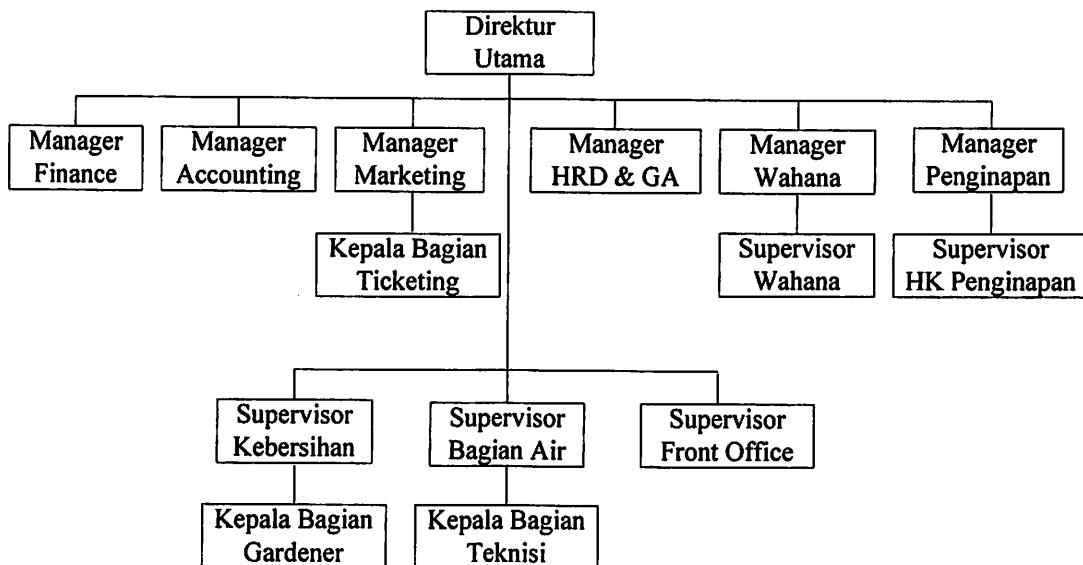 Direktur
Utama
Manager
Finance
Manager
Accounting
Manager
Marketing
Manager
HRD & GA
Manager
Wahana
Manager
Penginapan
Kepala Bagian
Ticketing
Supervisor
Wahana
Supervisor
HK Penginapan
Supervisor
Kebersihan
Supervisor
Bagian Air
Supervisor
Front Office
Kepala Bagian
Gardener
Kepala Bagian
Teknisi